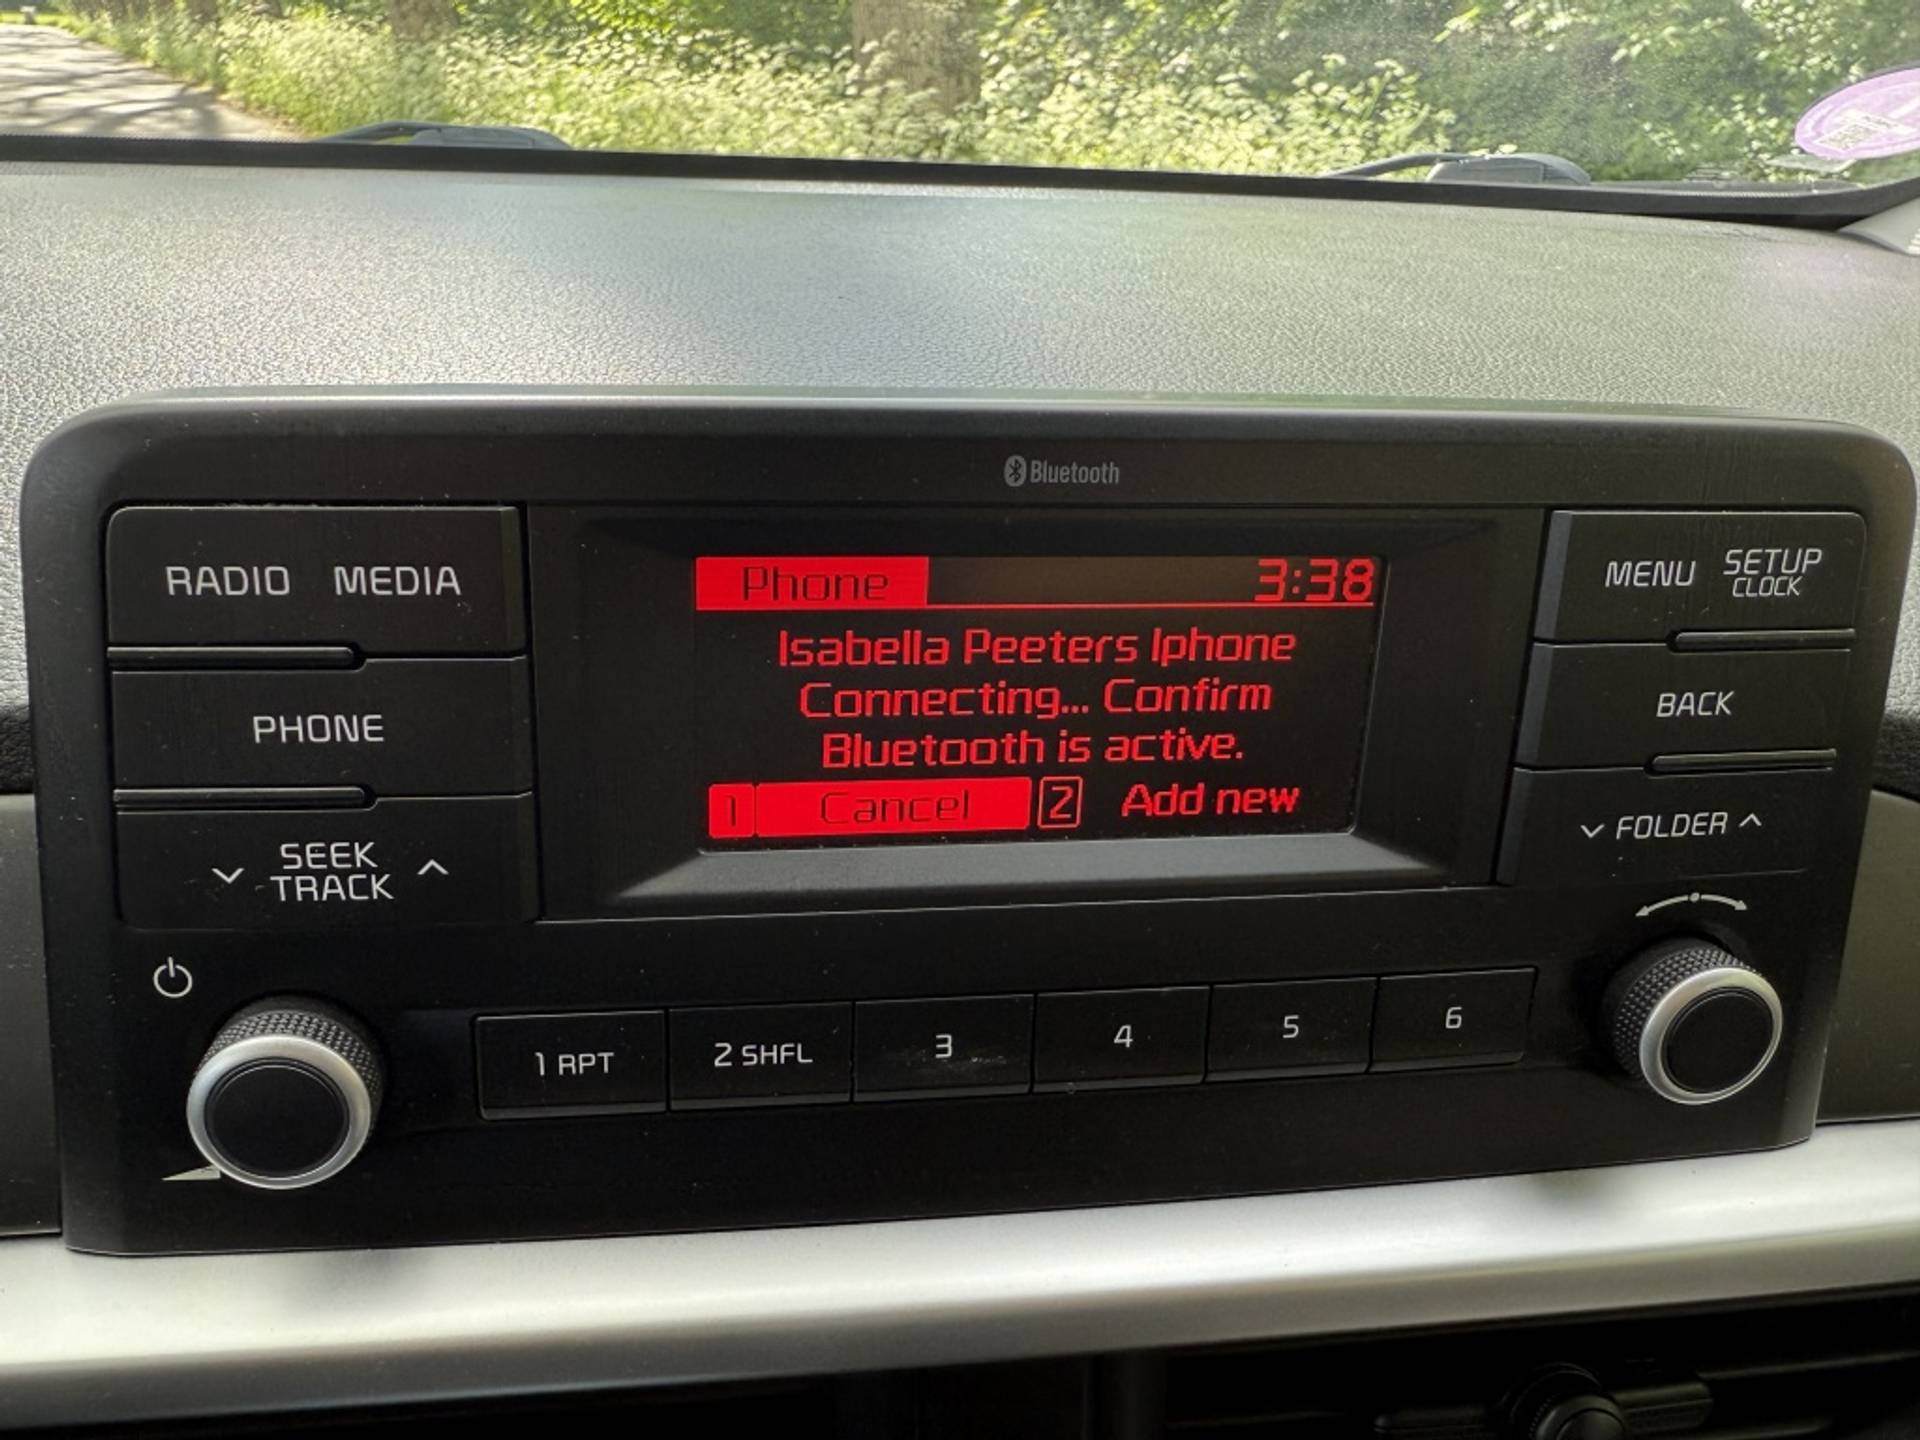 Bluetooth
RADIO MEDIA
PHONE
SEEK
TRACK
Phone 3:38
Isabella Peeters Iphone
Connecting... Confirm
Bluetooth is active.
1 Cancel 2 Add new
MENU SETUP
CLOCK
BACK
FOLDER
1 RPT 2 SHFL 3 4 5 6